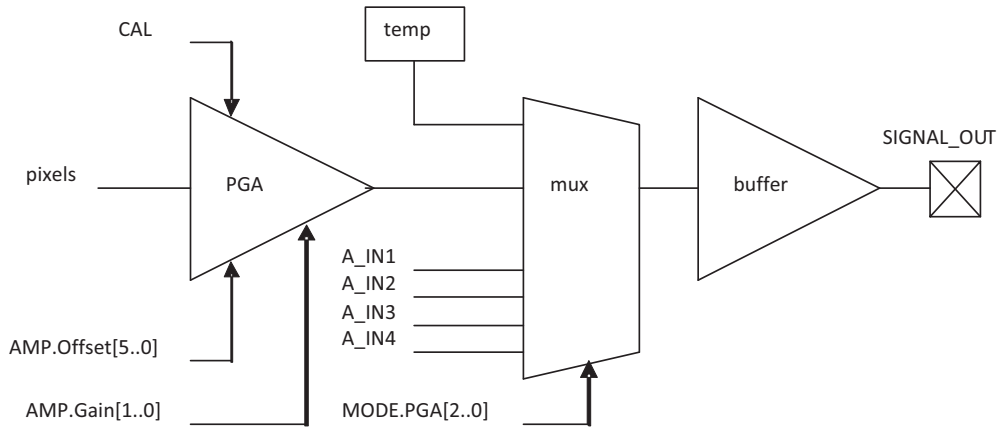 CAL
temp
SIGNAL_OUT
pixels
PGA
mux
buffer
A_IN1
A_IN2
A_IN3
A_IN4
AMP.Offset[5..0]
AMP.Gain[1..0]
MODE.PGA[2..0]